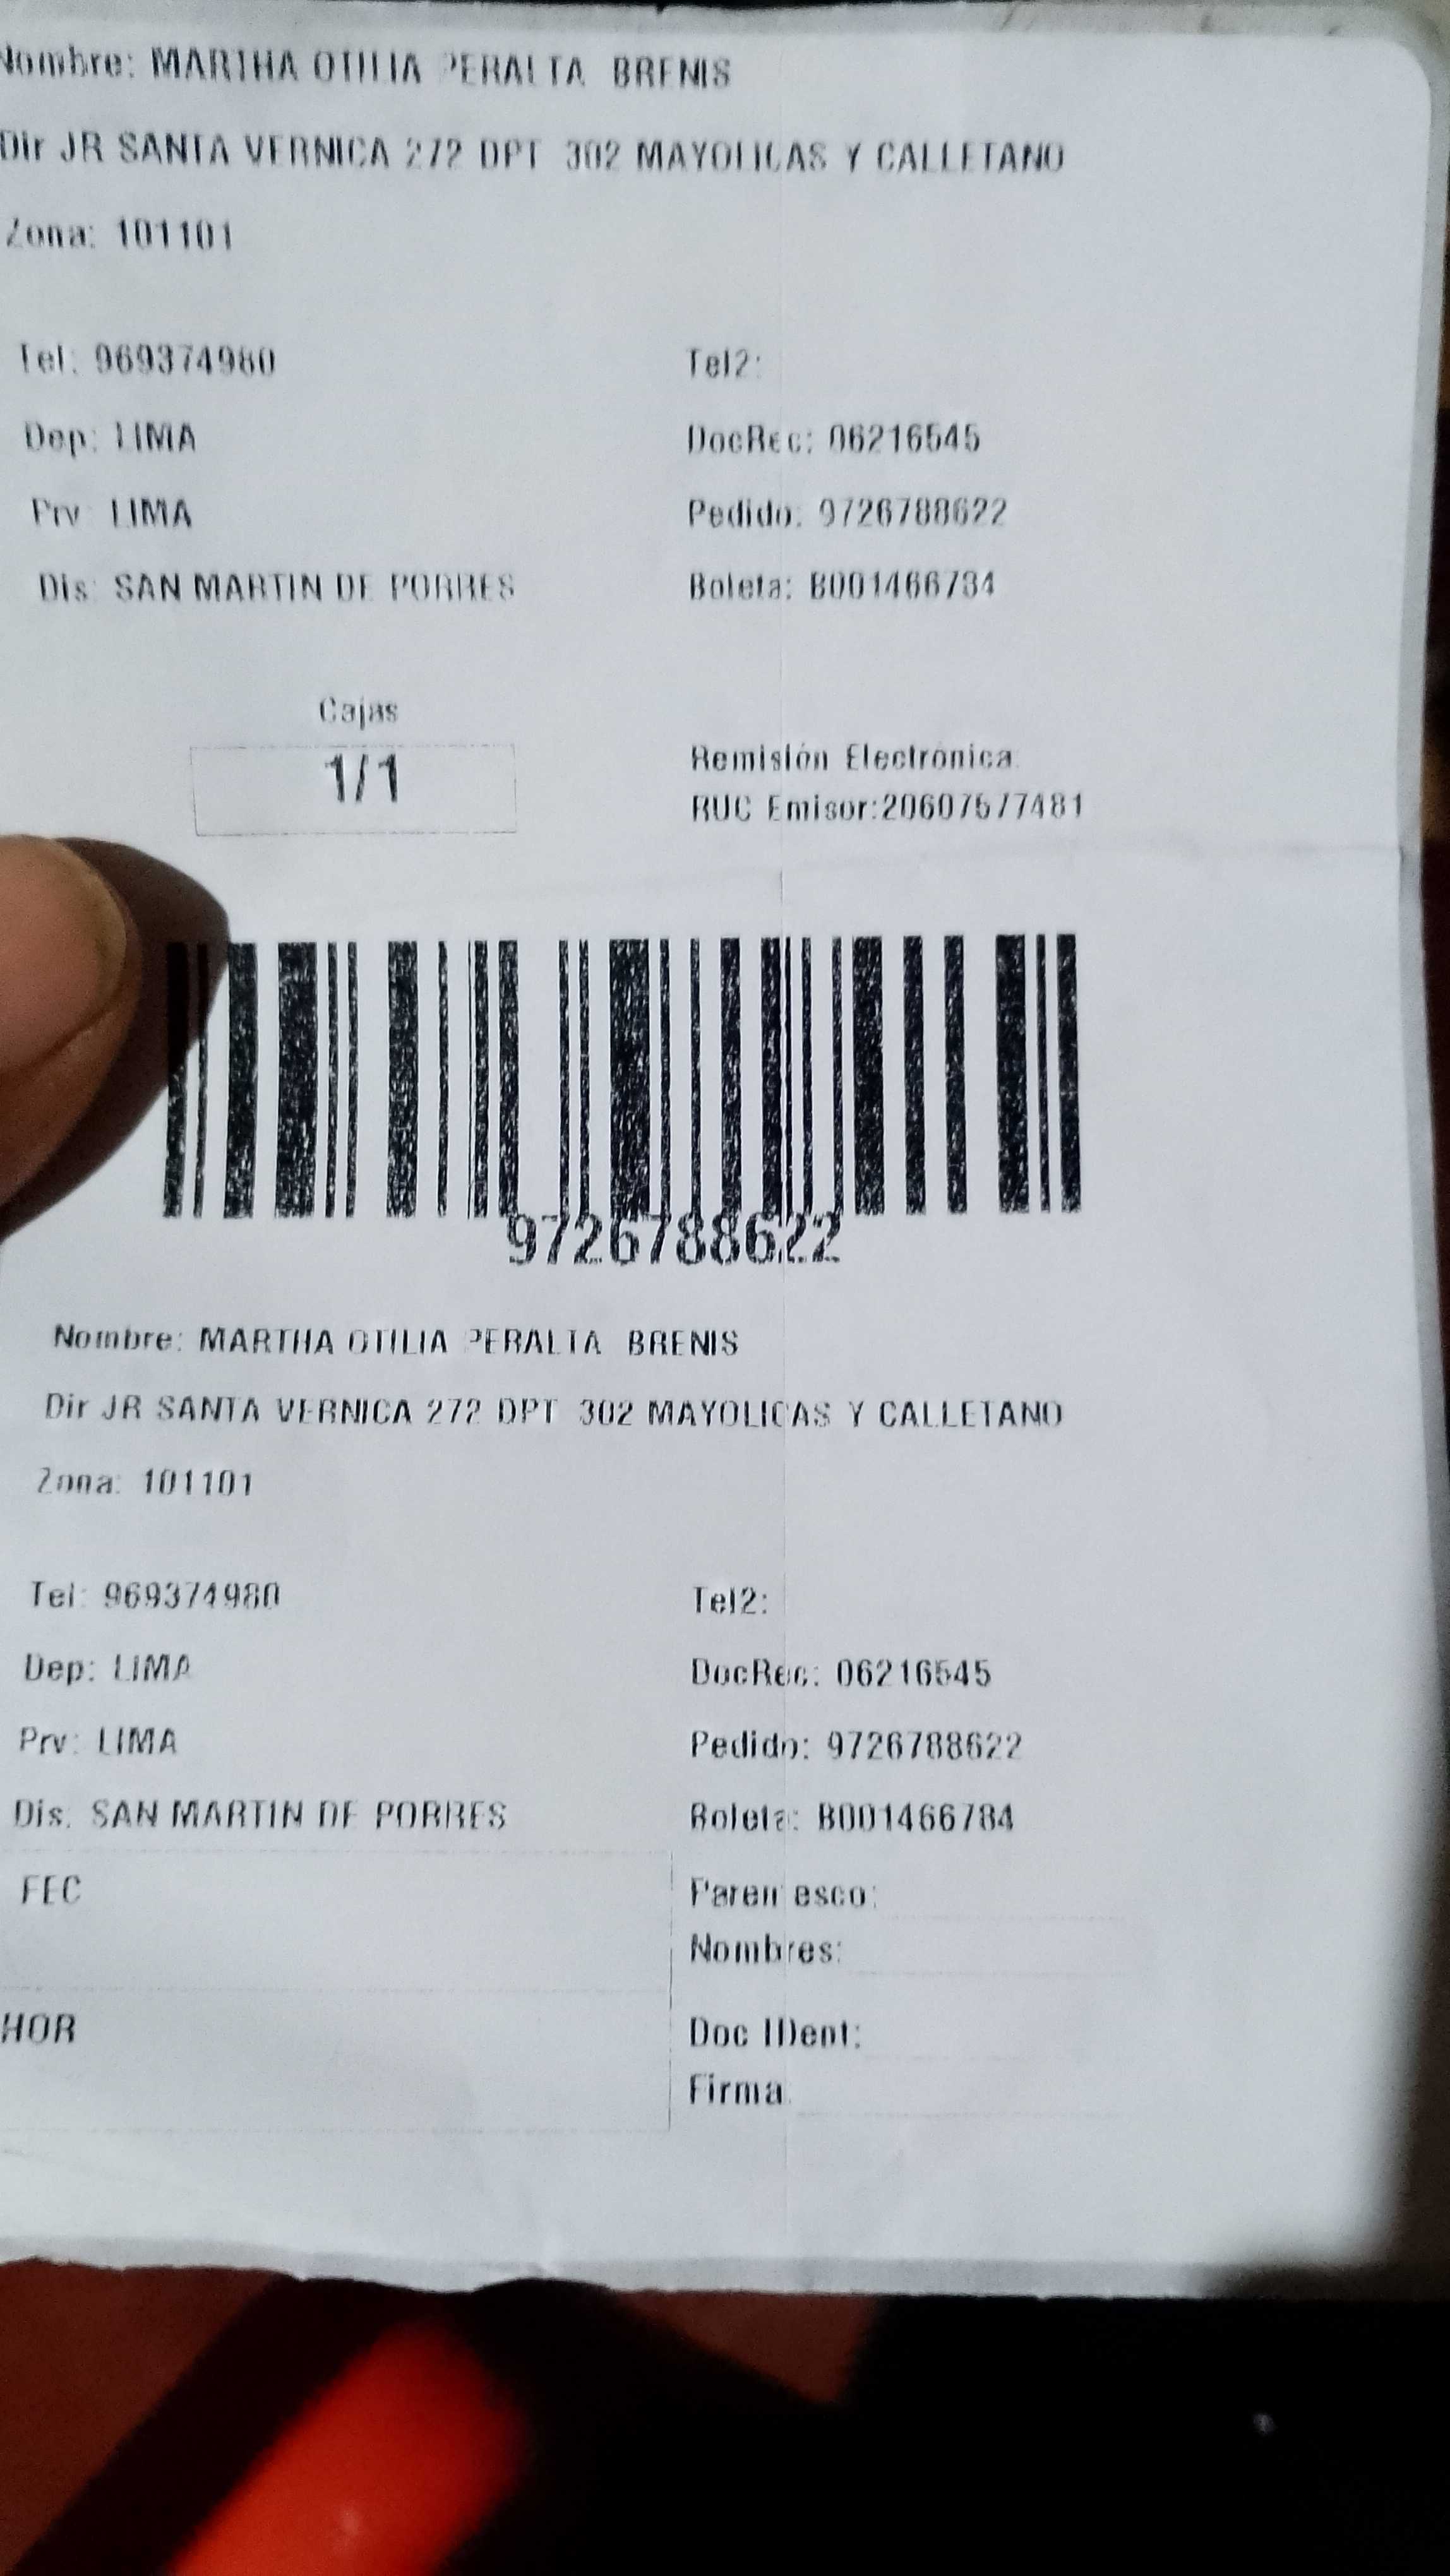 Nombre: MARTHA OTILIA PERALTA BRENIS
Dir JR SANTA VERNICA 272 DPT 302 MAYOLICAS Y CALLETANO
Zona: 101101
Tel: 969374980 Tel2:
Dep: LIMA DocRec: 06216545
Prv LIMA Pedido: 9726788622
Dis: SAN MARTIN DE PORRES Boleta: B001466784
Cajas
1/1
Remisión Electrónica
RUC Emisor:20607577481
9726788622
Nombre: MARTHA OTILIA PERALTA BRENIS
Dir JR SANTA VERNICA 272 DPT 302 MAYOLICAS Y CALLETANO
Zona: 101101
Tel: 969374980 Tel2:
Dep: LIMA DocRec: 06216545
Prv: LIMA Pedido: 9726788622
Dis. SAN MARTIN DE PORRES Boleta: B001466784
FEC Parentesco:
Nombres:
HOR Doc IDent:
Firma